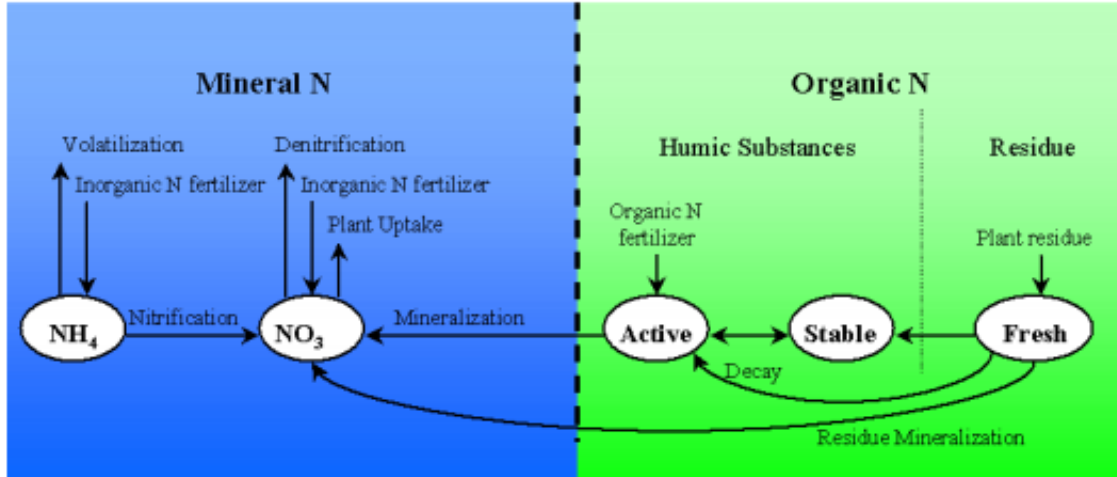 Mineral N
Organic N
Volatilization
Denitrification
Humic Substances
Residue
Inorganic N fertilizer
Inorganic N fertilizer
Plant Uptake
Organic N
fertilizer
Plant residue
NH₄
Nitrification
NO₃
Mineralization
Active
Stable
Fresh
Decay
Residue Mineralization